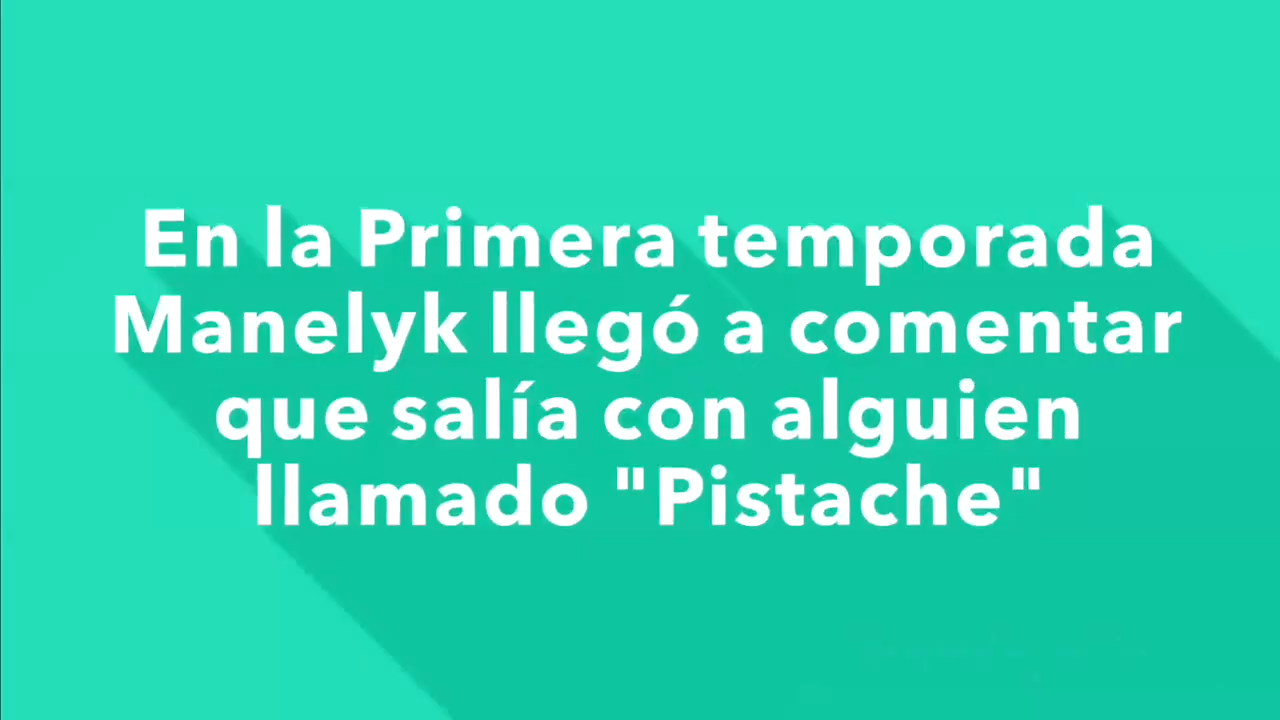 En la Primera temporada
Manelyk llegó a comentar
que salía con alguien
llamado "Pistache"